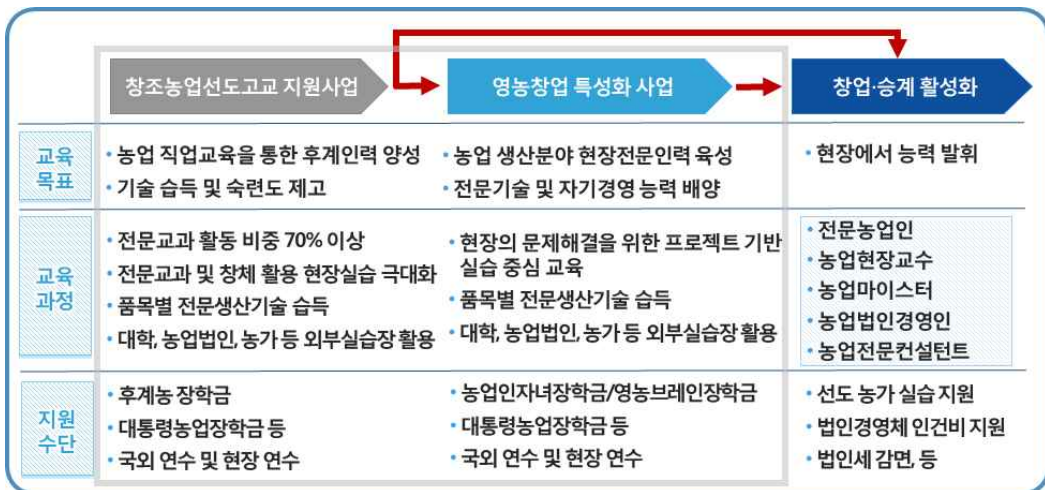 창조농업선도고교 지원사업
영농창업 특성화 사업
창업·승계 활성화
교육
목표
• 농업 직업교육을 통한 후계인력 양성
• 기술 습득 및 숙련도 제고
• 농업 생산분야 현장전문인력 육성
• 전문기술 및 자기경영 능력 배양
• 현장에서 능력 발휘
교육
과정
• 전문교과 활동 비중 70% 이상
• 전문교과 및 창체 활용 현장실습 극대화
• 품목별 전문생산기술 습득
• 대학, 농업법인, 농가 등 외부실습장 활용
• 현장의 문제해결을 위한 프로젝트 기반
실습 중심 교육
• 품목별 전문생산기술 습득
• 대학, 농업법인, 농가 등 외부실습장 활용
• 전문농업인
• 농업현장교수
• 농업마이스터
• 농업법인경영인
• 농업전문컨설턴트
지원
수단
• 후계농 장학금
• 대통령농업장학금 등
• 국외 연수 및 현장 연수
• 농업인자녀장학금/영농브레인장학금
• 대통령농업장학금 등
• 국외 연수 및 현장 연수
• 선도 농가 실습 지원
• 법인경영체 인건비 지원
• 법인세 감면, 등